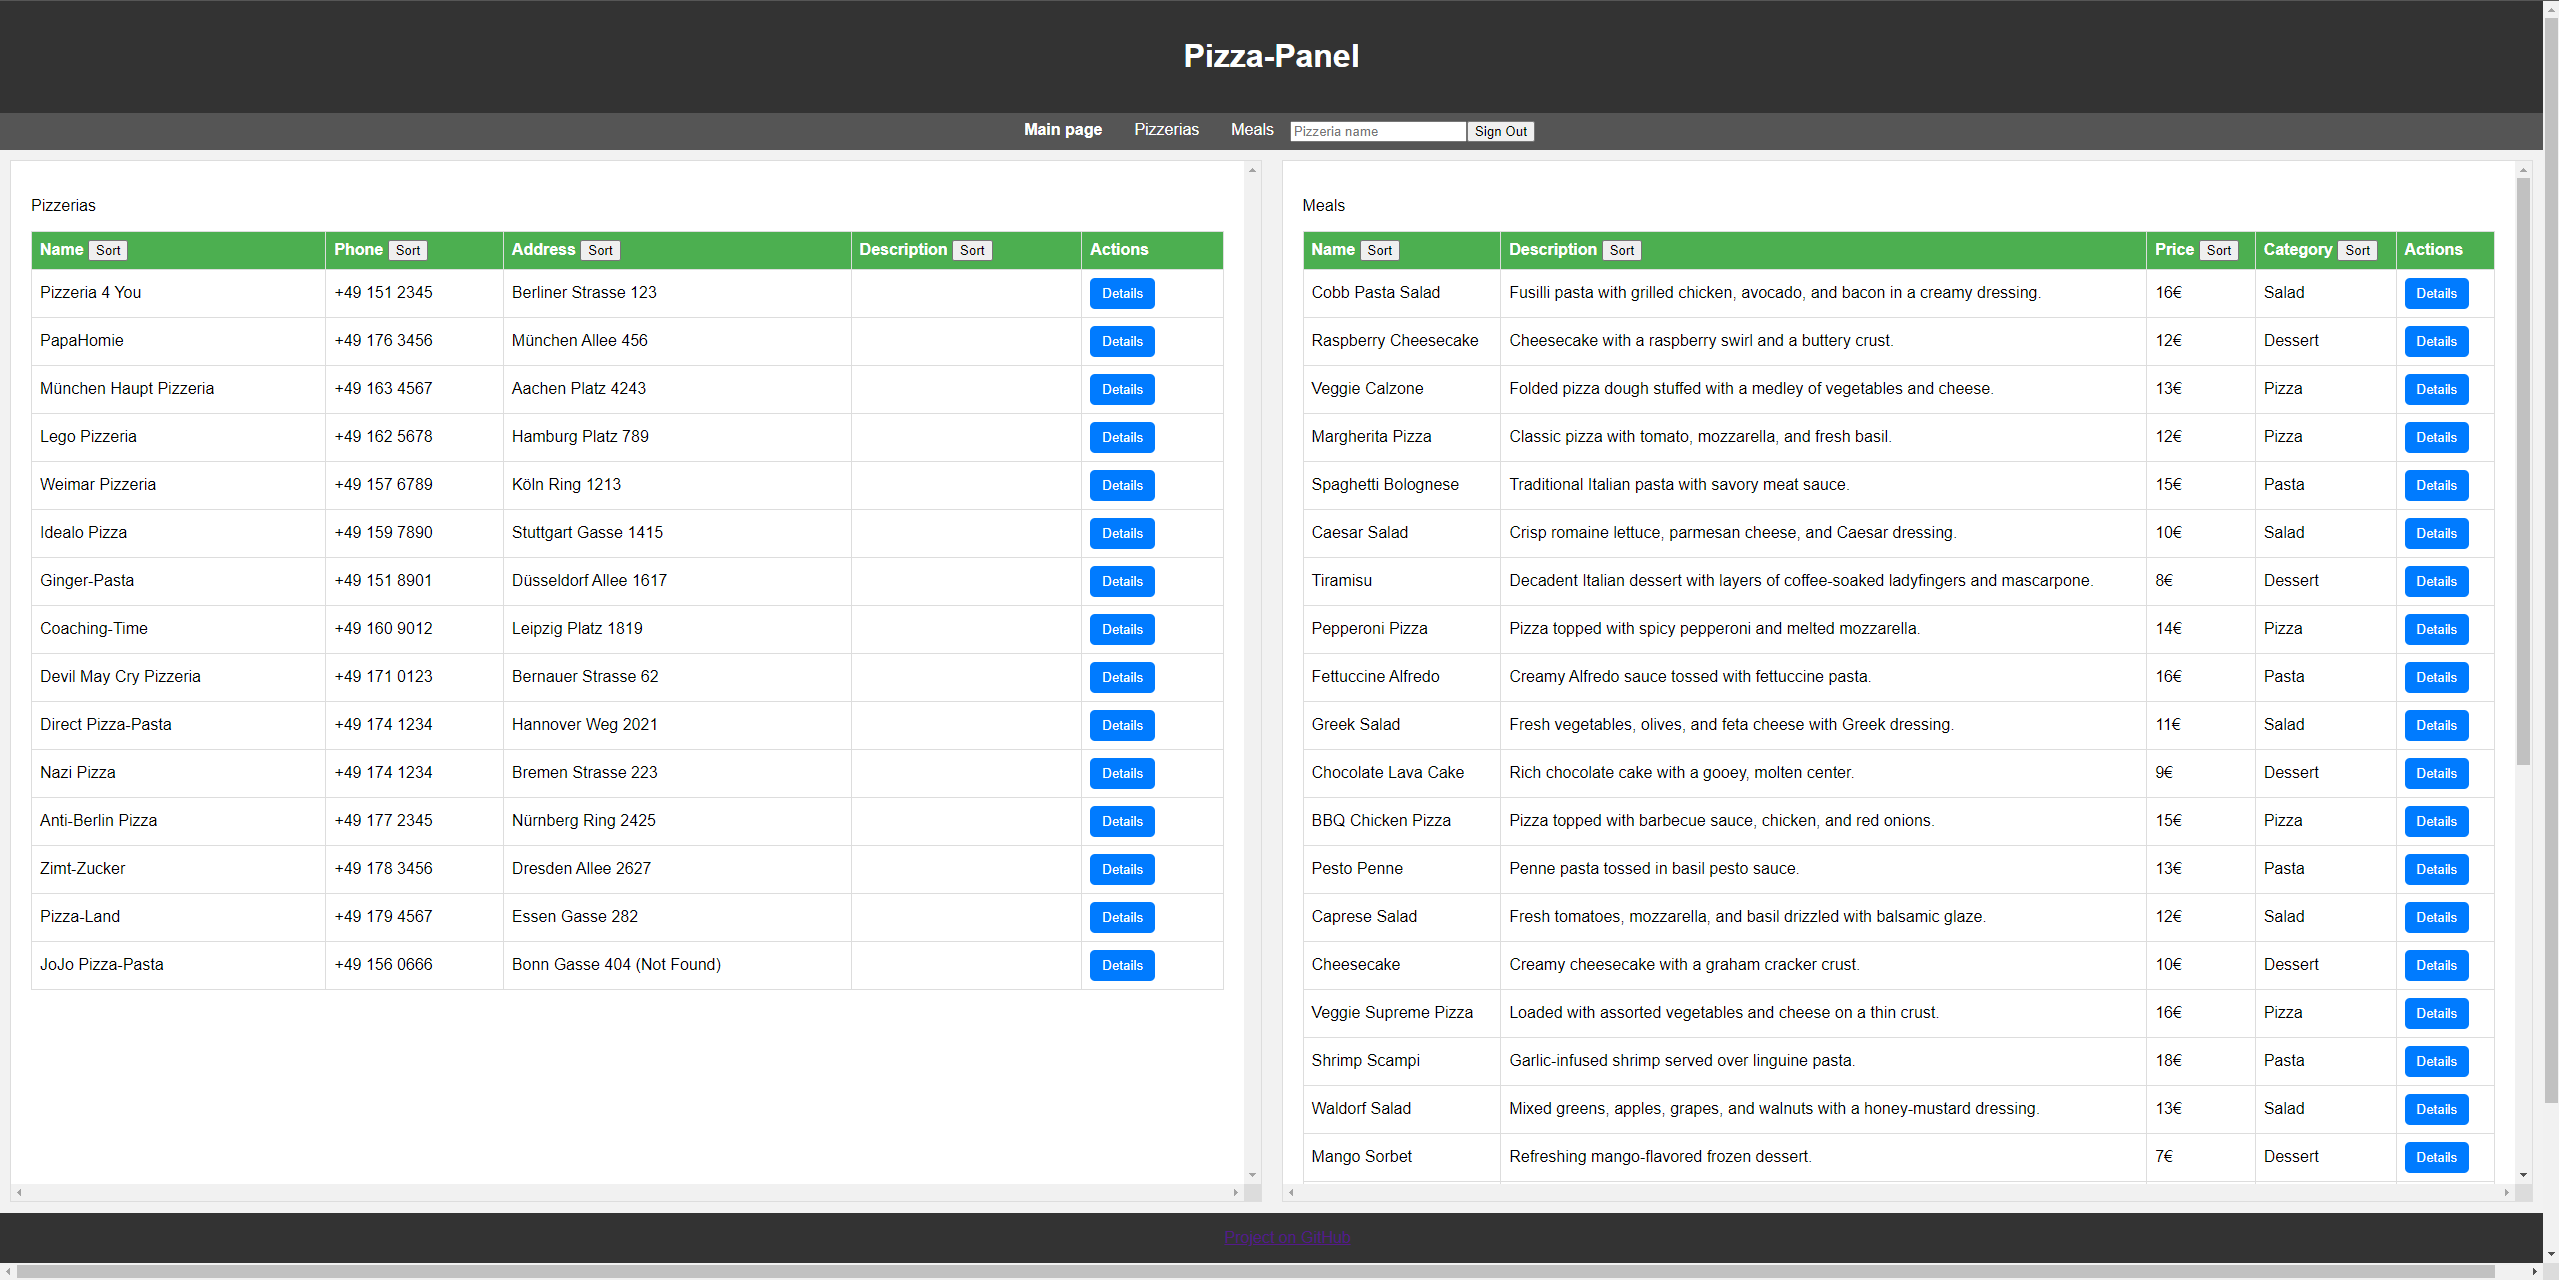 Pizza-Panel
Main page Pizzerias Meals Pizzeria name Sign Out
Pizzerias
Name Sort Phone Sort Address Sort Description Sort Actions
Pizzeria 4 You +49 151 2345 Berliner Strasse 123 Details
PapaHomie +49 176 3456 München Allee 456 Details
München Haupt Pizzeria +49 163 4567 Aachen Platz 4243 Details
Lego Pizzeria +49 162 5678 Hamburg Platz 789 Details
Weimar Pizzeria +49 157 6789 Köln Ring 1213 Details
Idealo Pizza +49 159 7890 Stuttgart Gasse 1415 Details
Ginger-Pasta +49 151 8901 Düsseldorf Allee 1617 Details
Coaching-Time +49 160 9012 Leipzig Platz 1819 Details
Devil May Cry Pizzeria +49 171 0123 Bernauer Strasse 62 Details
Direct Pizza-Pasta +49 174 1234 Hannover Weg 2021 Details
Nazi Pizza +49 174 1234 Bremen Strasse 223 Details
Anti-Berlin Pizza +49 177 2345 Nürnberg Ring 2425 Details
Zimt-Zucker +49 178 3456 Dresden Allee 2627 Details
Pizza-Land +49 179 4567 Essen Gasse 282 Details
JoJo Pizza-Pasta +49 156 0666 Bonn Gasse 404 (Not Found) Details
Meals
Name Sort Description Sort Price Sort Category Sort Actions
Cobb Pasta Salad Fusilli pasta with grilled chicken, avocado, and bacon in a creamy dressing. 16€ Salad Details
Raspberry Cheesecake Cheesecake with a raspberry swirl and a buttery crust. 12€ Dessert Details
Veggie Calzone Folded pizza dough stuffed with a medley of vegetables and cheese. 13€ Pizza Details
Margherita Pizza Classic pizza with tomato, mozzarella, and fresh basil. 12€ Pizza Details
Spaghetti Bolognese Traditional Italian pasta with savory meat sauce. 15€ Pasta Details
Caesar Salad Crisp romaine lettuce, parmesan cheese, and Caesar dressing. 10€ Salad Details
Tiramisu Decadent Italian dessert with layers of coffee-soaked ladyfingers and mascarpone. 8€ Dessert Details
Pepperoni Pizza Pizza topped with spicy pepperoni and melted mozzarella. 14€ Pizza Details
Fettuccine Alfredo Creamy Alfredo sauce tossed with fettuccine pasta. 16€ Pasta Details
Greek Salad Fresh vegetables, olives, and feta cheese with Greek dressing. 11€ Salad Details
Chocolate Lava Cake Rich chocolate cake with a gooey, molten center. 9€ Dessert Details
BBQ Chicken Pizza Pizza topped with barbecue sauce, chicken, and red onions. 15€ Pizza Details
Pesto Penne Penne pasta tossed in basil pesto sauce. 13€ Pasta Details
Caprese Salad Fresh tomatoes, mozzarella, and basil drizzled with balsamic glaze. 12€ Salad Details
Cheesecake Creamy cheesecake with a graham cracker crust. 10€ Dessert Details
Veggie Supreme Pizza Loaded with assorted vegetables and cheese on a thin crust. 16€ Pizza Details
Shrimp Scampi Garlic-infused shrimp served over linguine pasta. 18€ Pasta Details
Waldorf Salad Mixed greens, apples, grapes, and walnuts with a honey-mustard dressing. 13€ Salad Details
Mango Sorbet Refreshing mango-flavored frozen dessert. 7€ Dessert Details
Project on GitHub